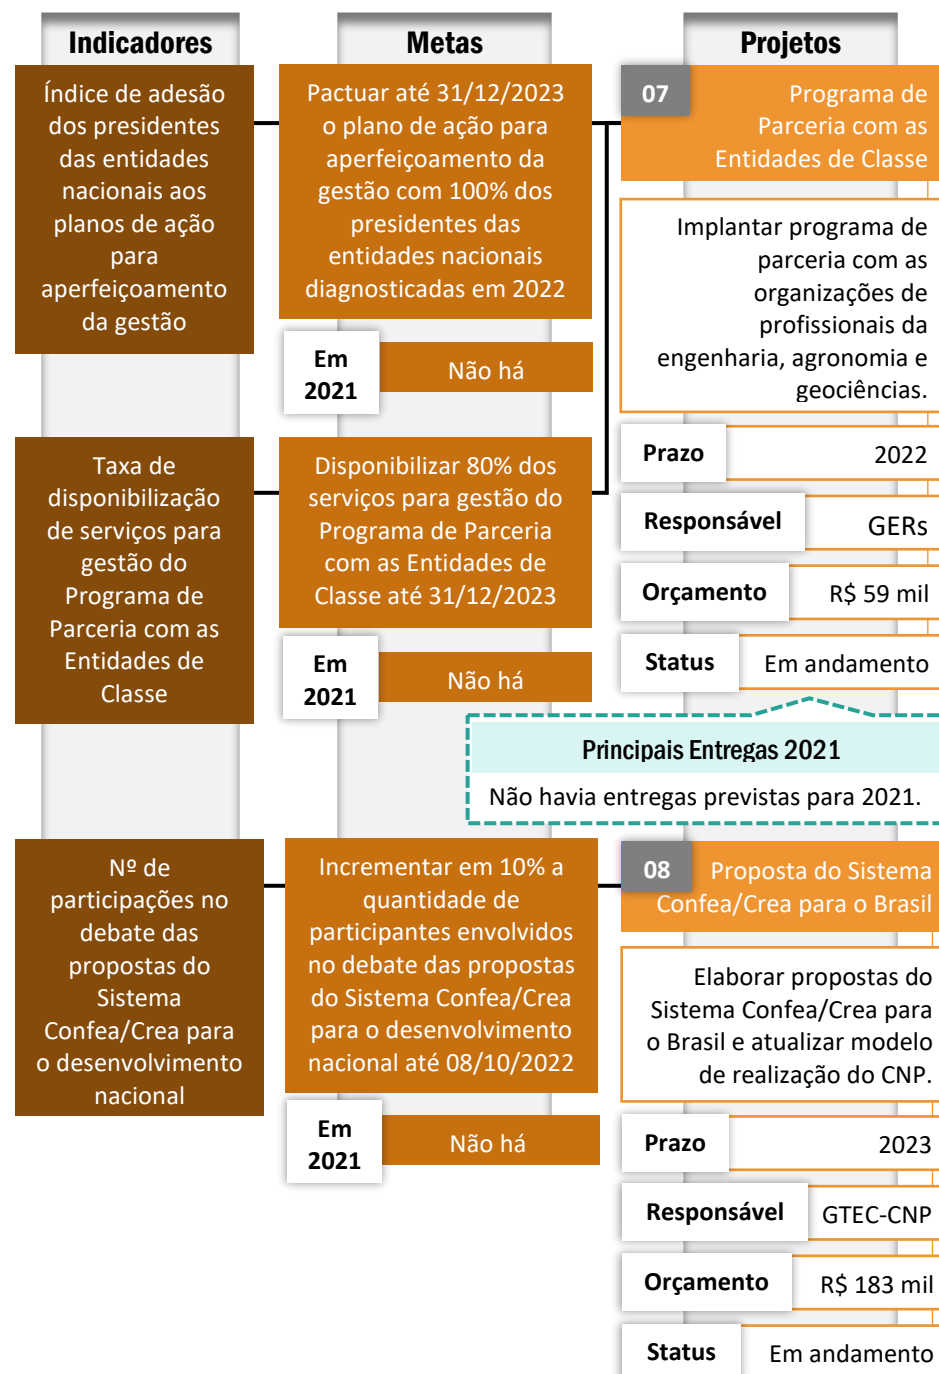 Indicadores
Metas
Projetos
Índice de adesão
dos presidentes
das entidades
nacionais aos
planos de ação
para
aperfeiçoamento
da gestão
Pactuar até 31/12/2023
o plano de ação para
aperfeiçoamento da
gestão com 100% dos
presidentes das
entidades nacionais
diagnosticadas em 2022
Em
2021
Não há
07
Programa de
Parceria com as
Entidades de Classe
Implantar programa de
parceria com as
organizações de
profissionais da
engenharia, agronomia e
geociências.
Prazo
2022
Responsável
GERs
Orçamento
R$ 59 mil
Status
Em andamento
Taxa de
disponibilização
de serviços para
gestão do
Programa de
Parceria com as
Entidades de
Classe
Disponibilizar 80% dos
serviços para gestão do
Programa de Parceria
com as Entidades de
Classe até 31/12/2023
Em
2021
Não há
Principais Entregas 2021
Não havia entregas previstas para 2021.
Nº de
participações no
debate das
propostas do
Sistema
Confea/Crea para
o desenvolvimento
nacional
Incrementar em 10% a
quantidade de
participantes envolvidos
no debate das propostas
do Sistema Confea/Crea
para o desenvolvimento
nacional até 08/10/2022
Em
2021
Não há
08
Proposta do Sistema
Confea/Crea para o Brasil
Elaborar propostas do
Sistema Confea/Crea para
o Brasil e atualizar modelo
de realização do CNP.
Prazo
2023
Responsável
GTEC-CNP
Orçamento
R$ 183 mil
Status
Em andamento